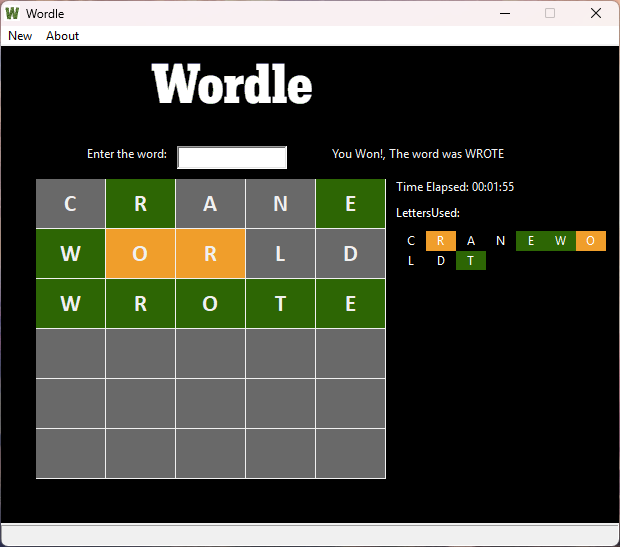 Wordle
New About
Wordle
Enter the word: You Won!, The word was WROTE
Time Elapsed: 00:01:55
LettersUsed:
C R A N E
W O R L D
W R O T E
C R A N E W O
L D T